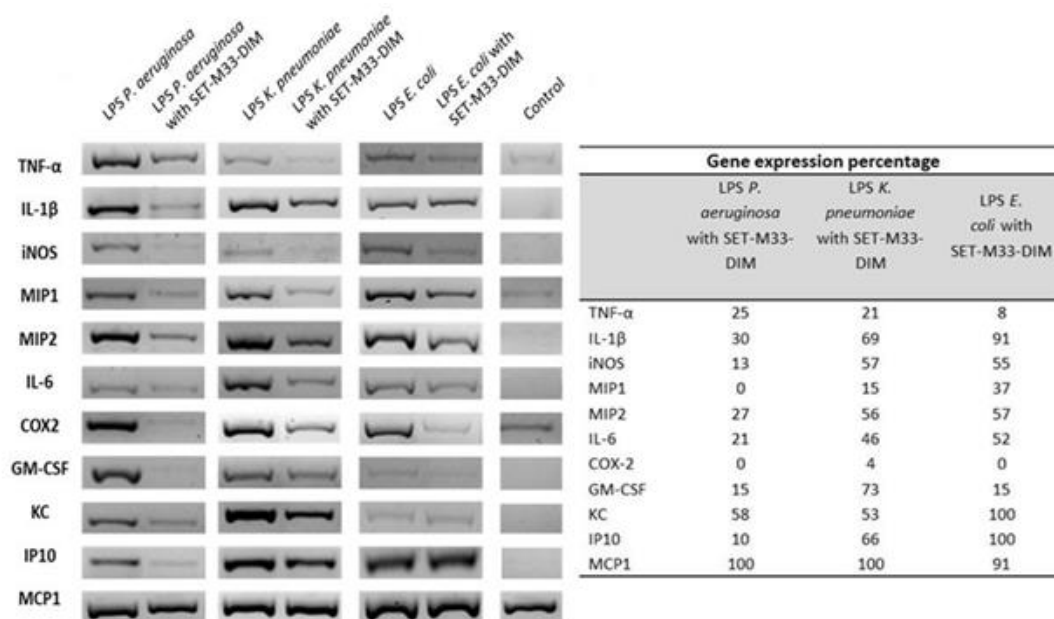 LPS P. aeruginosa
LPS P. aeruginosa
with SET-M33-DIM
LPS K. pneumoniae
LPS K. pneumoniae
with SET-M33-DIM
LPS E. coli
LPS E. coli with
SET-M33-DIM
Control
TNF-α
IL-1β
iNOS
MIP1
MIP2
IL-6
COX2
GM-CSF
KC
IP10
MCP1
Gene expression percentage
LPS P.
aeruginosa
with SET-M33-
DIM
LPS K.
pneumoniae
with SET-M33-
DIM
LPS E.
coli with
SET-M33-DIM
TNF-α 25 21 8
IL-1β 30 69 91
iNOS 13 57 55
MIP1 0 15 37
MIP2 27 56 57
IL-6 21 46 52
COX-2 0 4 0
GM-CSF 15 73 15
KC 58 53 100
IP10 10 66 100
MCP1 100 100 91